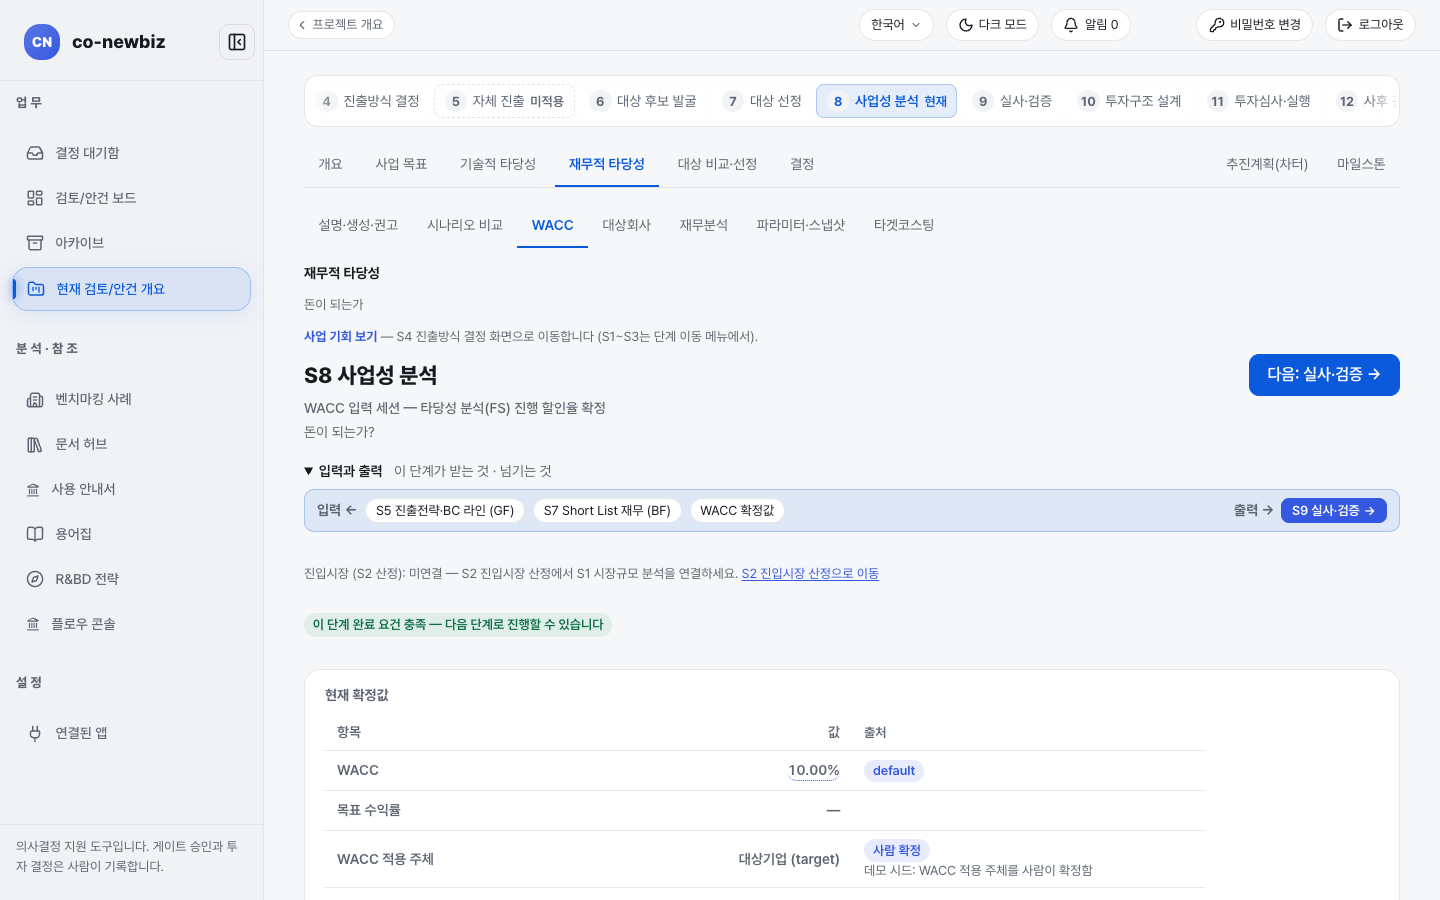 CN co-newbiz
업무
결정 대기함
검토/안건 보드
아카이브
현재 검토/안건 개요
분석·참조
벤치마킹 사례
문서 허브
사용 안내서
용어집
R&BD 전략
플로우 콘솔
설정
연결된 앱
의사결정 지원 도구입니다. 게이트 승인과 투
자 결정은 사람이 기록합니다.
프로젝트 개요
한국어
다크 모드
알림 0
비밀번호 변경
로그아웃
4 진출방식 결정
5 자체 진출 미적용
6 대상 후보 발굴
7 대상 선정
8 사업성 분석 현재
9 실사·검증
10 투자구조 설계
11 투자심사·실행
12 사후
개요
사업 목표
기술적 타당성
재무적 타당성
대상 비교·선정
결정
추진계획(차터)
마일스톤
설명·생성·권고
시나리오 비교
WACC
대상회사
재무분석
파라미터·스냅샷
타겟코스팅
재무적 타당성
돈이 되는가
사업 기회 보기 — S4 진출방식 결정 화면으로 이동합니다 (S1~S3는 단계 이동 메뉴에서).
S8 사업성 분석
다음: 실사·검증 →
WACC 입력 세션 — 타당성 분석(FS) 진행 할인율 확정
돈이 되는가?
▼ 입력과 출력 이 단계가 받는 것 · 넘기는 것
입력 ← S5 진출전략·BC 라인 (GF) S7 Short List 재무 (BF) WACC 확정값
출력 → S9 실사·검증 →
진입시장 (S2 산정): 미연결 — S2 진입시장 산정에서 S1 시장규모 분석을 연결하세요. S2 진입시장 산정으로 이동
이 단계 완료 요건 충족 — 다음 단계로 진행할 수 있습니다
현재 확정값
항목 값 출처
WACC 10.00% default
목표 수익률 —
WACC 적용 주체 대상기업 (target) 사람 확정
데모 시드: WACC 적용 주체를 사람이 확정함